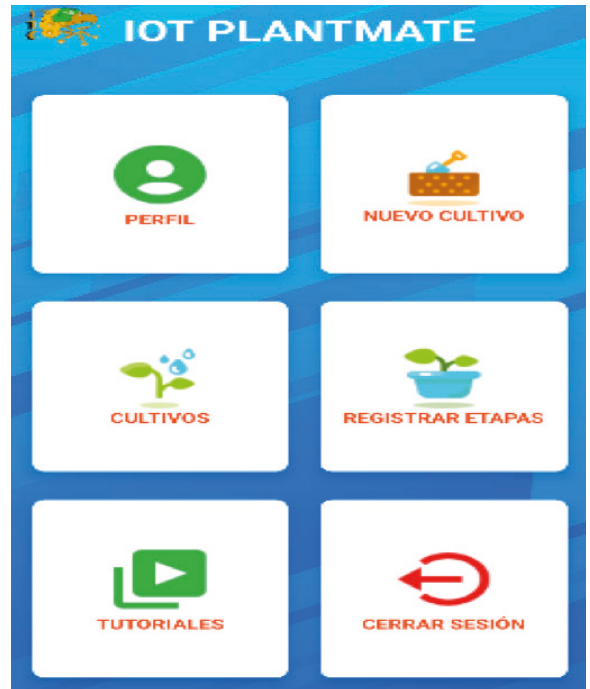 IOT PLANTMATE
PERFIL
NUEVO CULTIVO
CULTIVOS
REGISTRAR ETAPAS
TUTORIALES
CERRAR SESIÓN